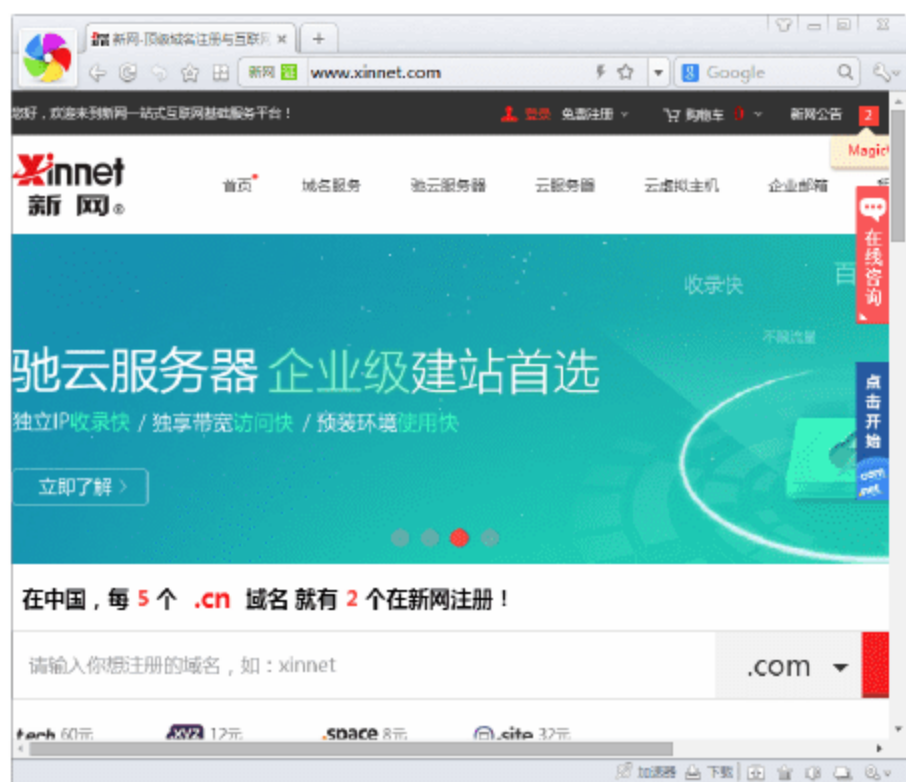 新网-顶级域名注册与互联网
新网 证 www.xinnet.com Google
您好，欢迎来到新网一站式互联网基础服务平台！ 登录 免费注册 购物车 0 新网公告 2
Magic
xinnet
新网®
首页 域名服务 驰云服务器 云服务器 云虚拟主机 企业邮箱
在线咨询
收录快 百
不限流量
驰云服务器 企业级建站首选
独立IP收录快 / 独享带宽访问快 / 预装环境使用快
立即了解 >
点击开始
.com
.net
在中国，每 5 个 .cn 域名 就有 2 个在新网注册！
请输入你想注册的域名，如：xinnet .com
tech 60元 .XYZ 12元 .space 8元 .site 32元
加速器 下载